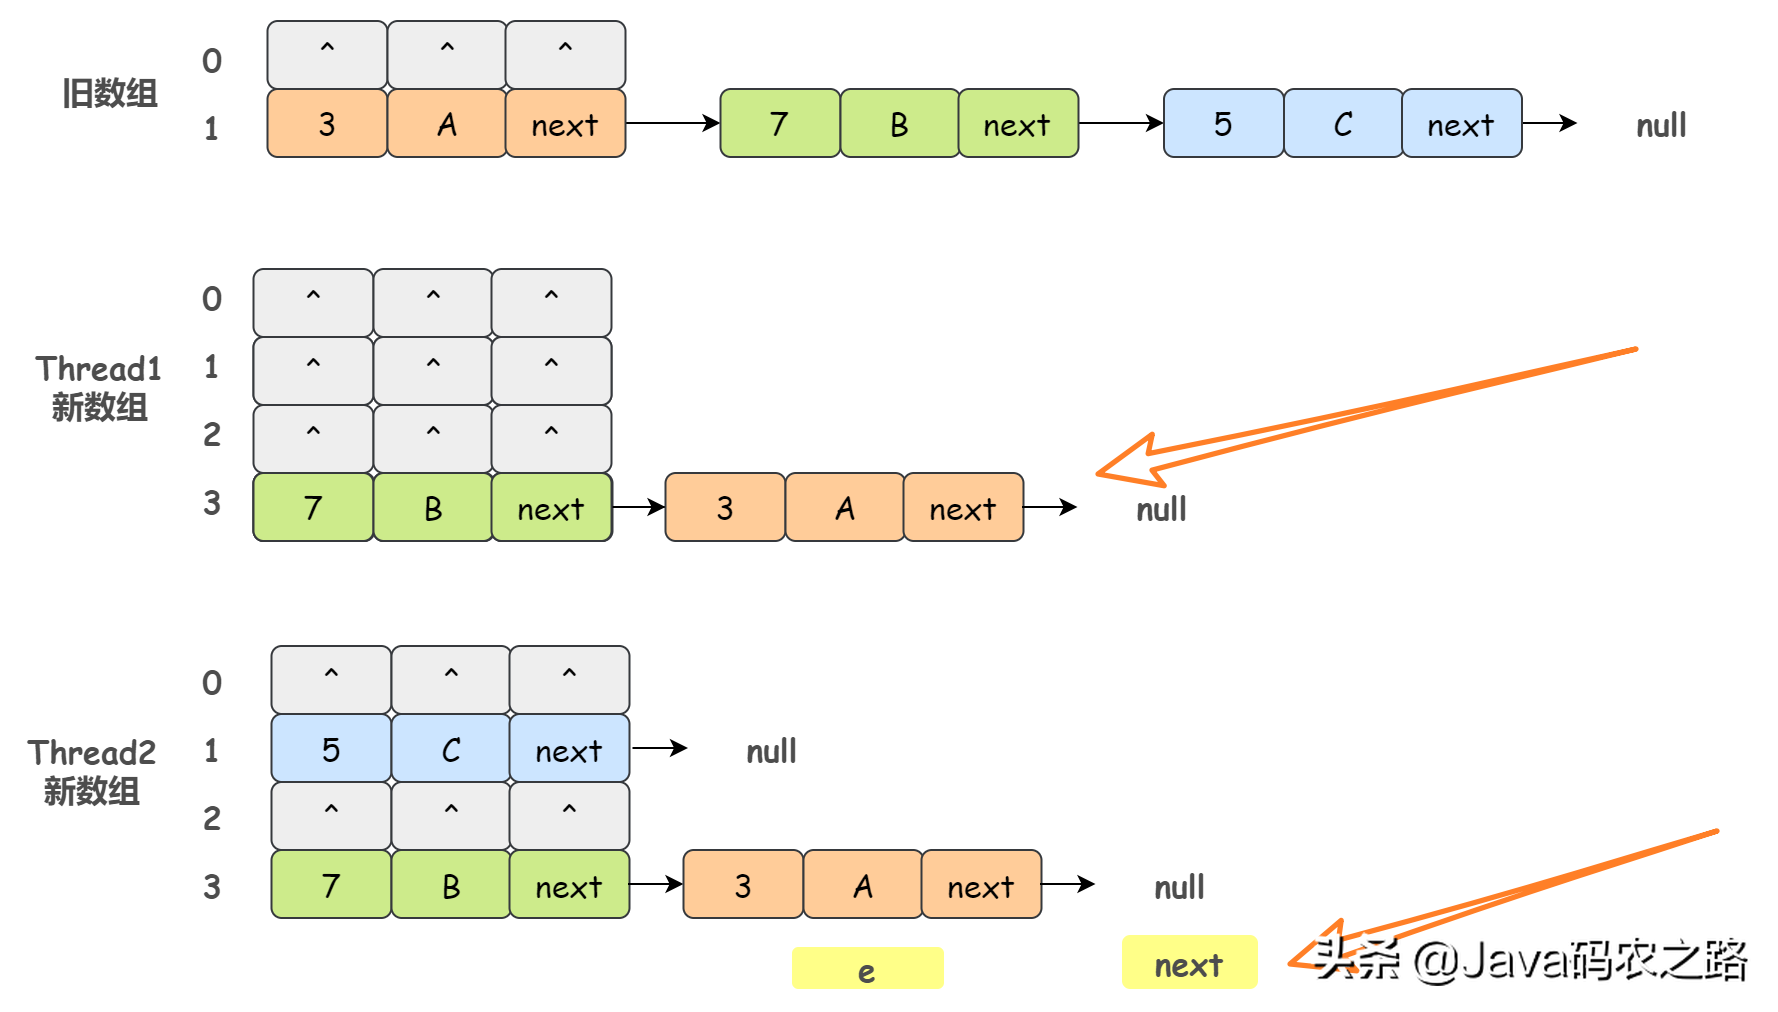 0 ^ ^ ^
旧数组
1 3 A next 7 B next 5 C next null
0 ^ ^ ^
Thread1
新数组
1 ^ ^ ^
2 ^ ^ ^
3 7 B next 3 A next null
0 ^ ^ ^
Thread2
新数组
1 5 C next null
2 ^ ^ ^
3 7 B next 3 A next null
e next
头条 @Java码农之路